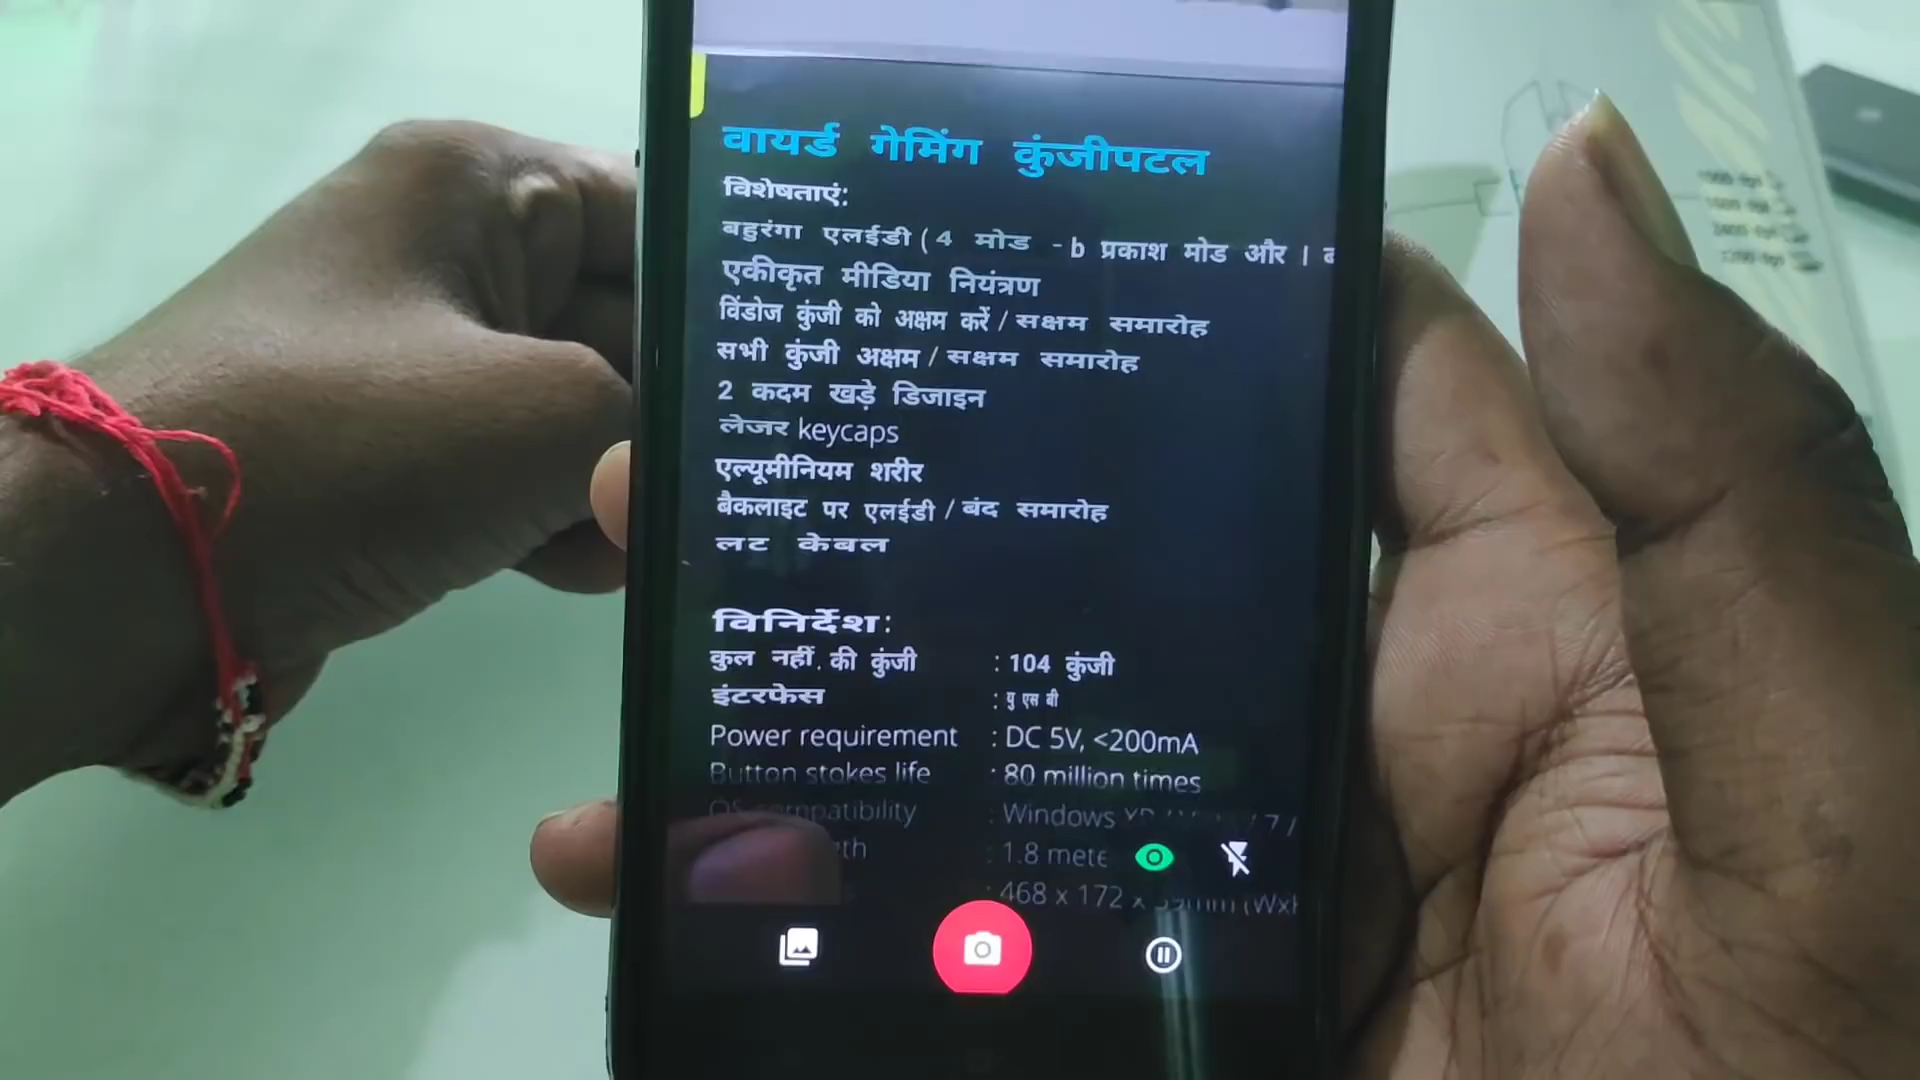 वायर्ड गेमिंग कुंजीपटल
विशेषताएं:
बहुरंगा एलईडी ( 4 मोड - b प्रकाश मोड और ।
एकीकृत मीडिया नियंत्रण
विंडोज कुंजी को अक्षम करें / सक्षम समारोह
सभी कुंजी अक्षम / सक्षम समारोह
2 कदम खड़े डिजाइन
लेजर keycaps
एल्यूमीनियम शरीर
बैकलाइट पर एलईडी / बंद समारोह
लट केबल
विनिर्देश:
कुल नहीं. की कुंजी : 104 कुंजी
इंटरफेस : यु एस बी
Power requirement : DC 5V, <200mA
Button stokes life : 80 million times
: Windows
: 1.8
: 468 x 172 x